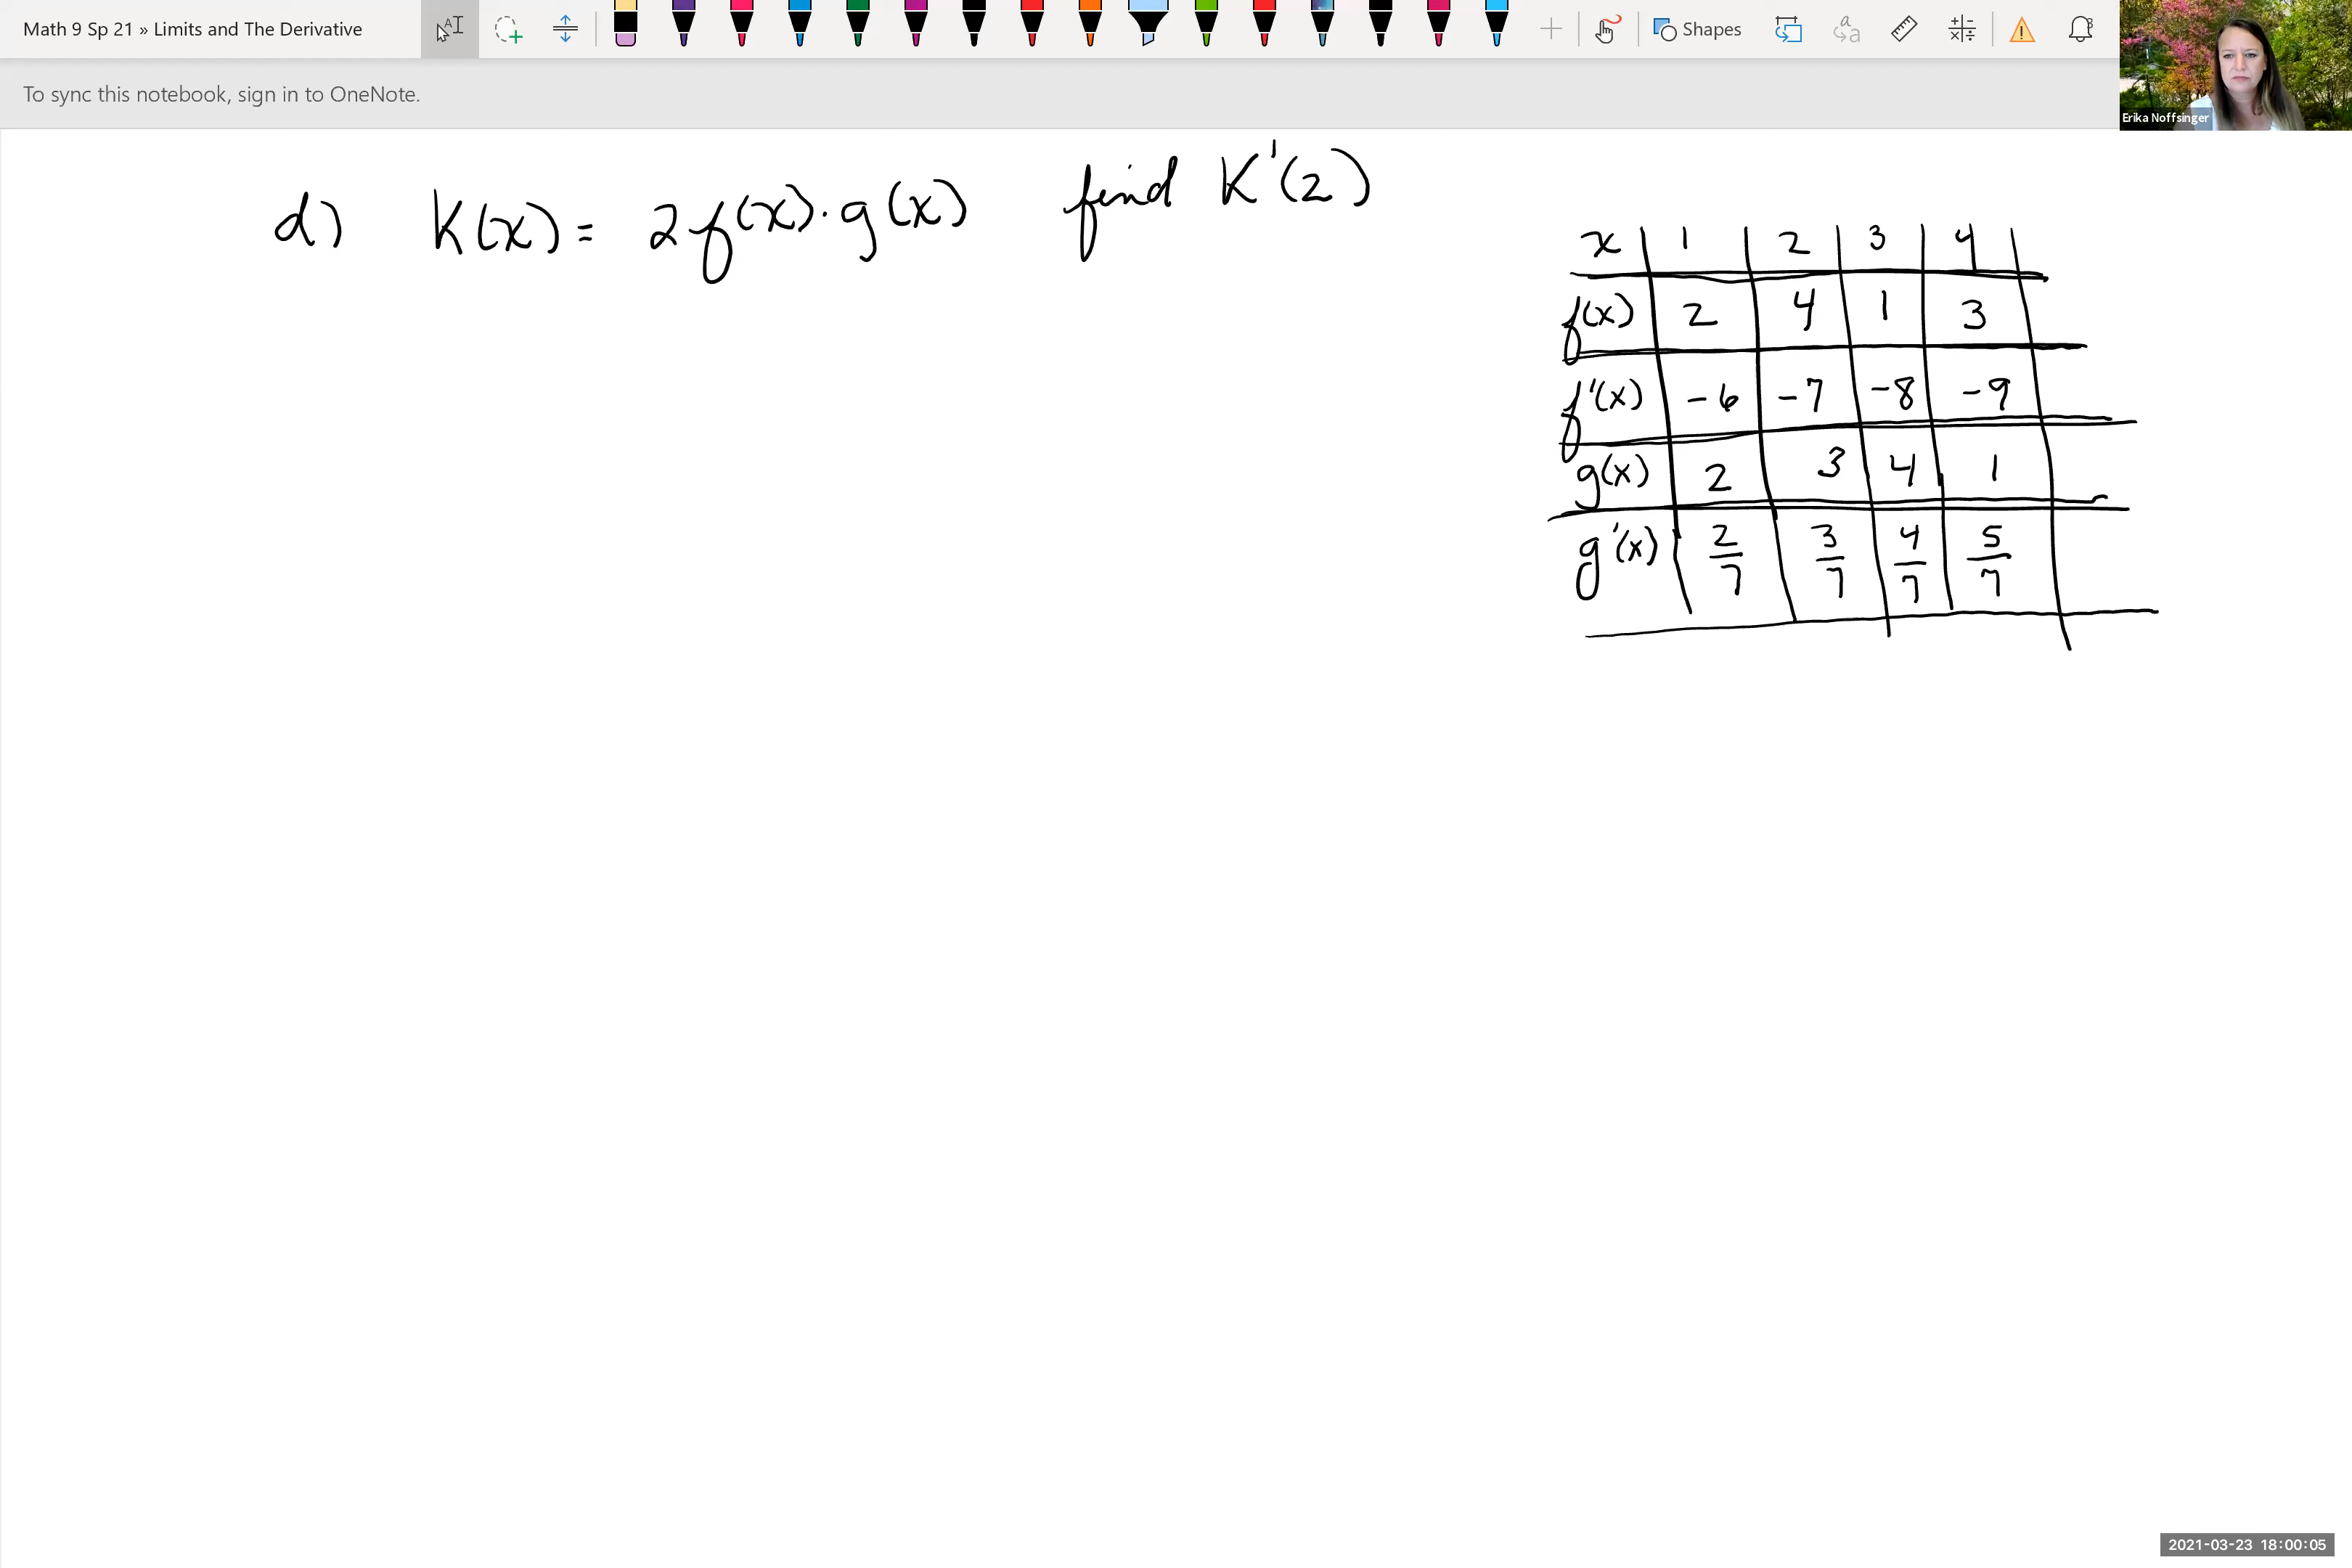 Math 9 Sp 21 » Limits and The Derivative
Shapes
3
To sync this notebook, sign in to OneNote.
Erika Noffsinger
d) K(x) = 2f(x)·g(x) find K'(2)
x 1 2 3 4
f(x) 2 4 1 3
f'(x) -6 -7 -8 -9
g(x) 2 3 4 1
g'(x) 2/7 3/7 4/7 5/7
2021-03-23 18:00:05